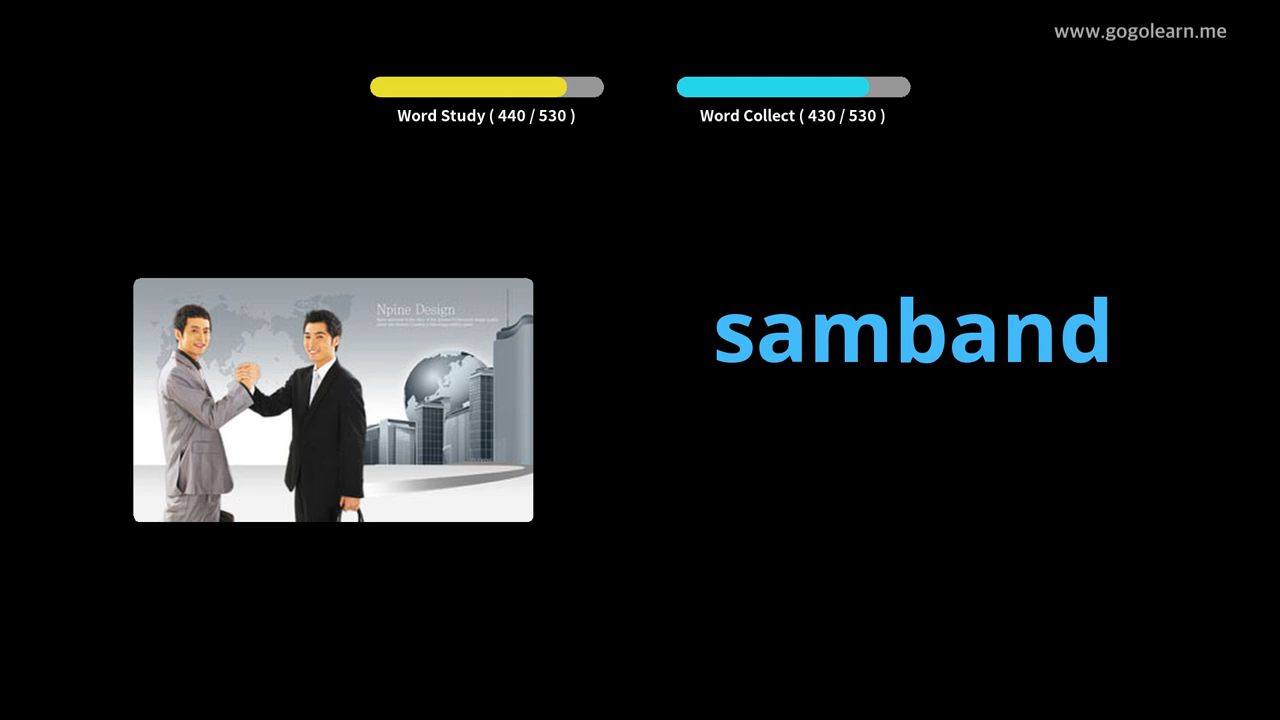 www.gogolearn.me
Word Study ( 440 / 530 )
Word Collect ( 430 / 530 )
Npine Design
samband